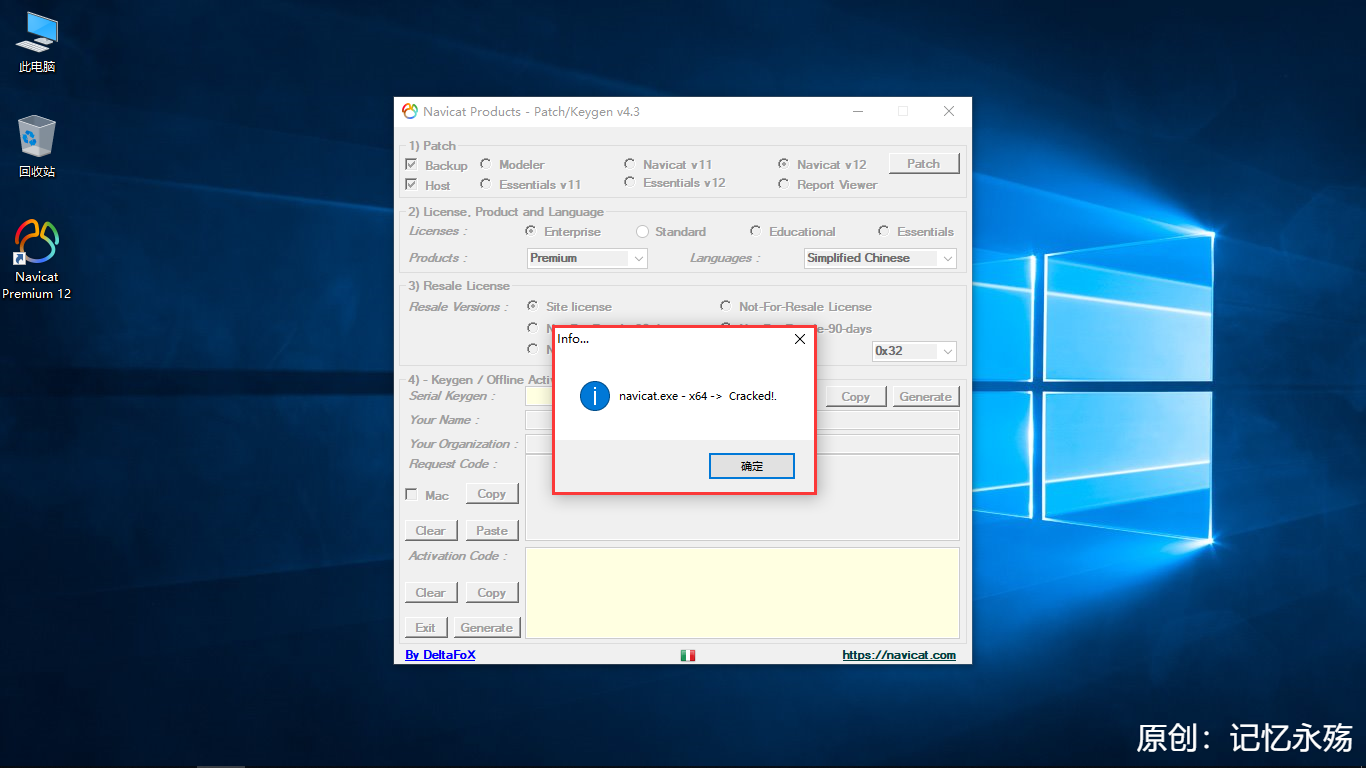 此电脑
回收站
Navicat
Premium 12
Navicat Products - Patch/Keygen v4.3
1) Patch
Backup Modeler Navicat v11 Navicat v12 Patch
Host Essentials v11 Essentials v12 Report Viewer
2) License, Product and Language
Licenses : Enterprise Standard Educational Essentials
Products : Premium Languages : Simplified Chinese
3) Resale License
Resale Versions : Site license Not-For-Resale License
-90-days
0x32
Info...
navicat.exe - x64 -> Cracked!.
确定
4) - Keygen / Offline
Serial Keygen : Copy Generate
Your Name :
Your Organization :
Request Code :
Mac Copy
Clear Paste
Activation Code :
Clear Copy
Exit Generate
By DeltaFoX https://navicat.com
原创：记忆永殇